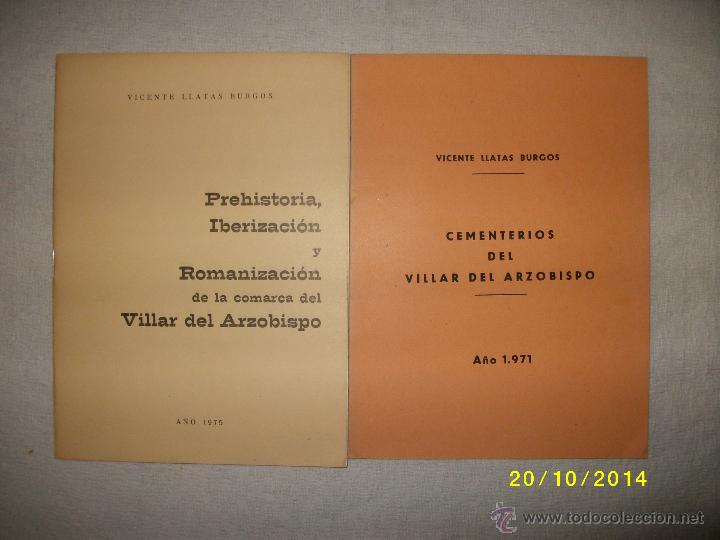 VICENTE LLATAS BURGOS
Prehistoria,
Iberización
y
Romanización
de la comarca del
Villar del Arzobispo
AÑO 1975
VICENTE LLATAS BURGOS
CEMENTERIOS
DEL
VILLAR DEL ARZOBISPO
Año 1.971
20/10/2014
www.todocoleccion.net